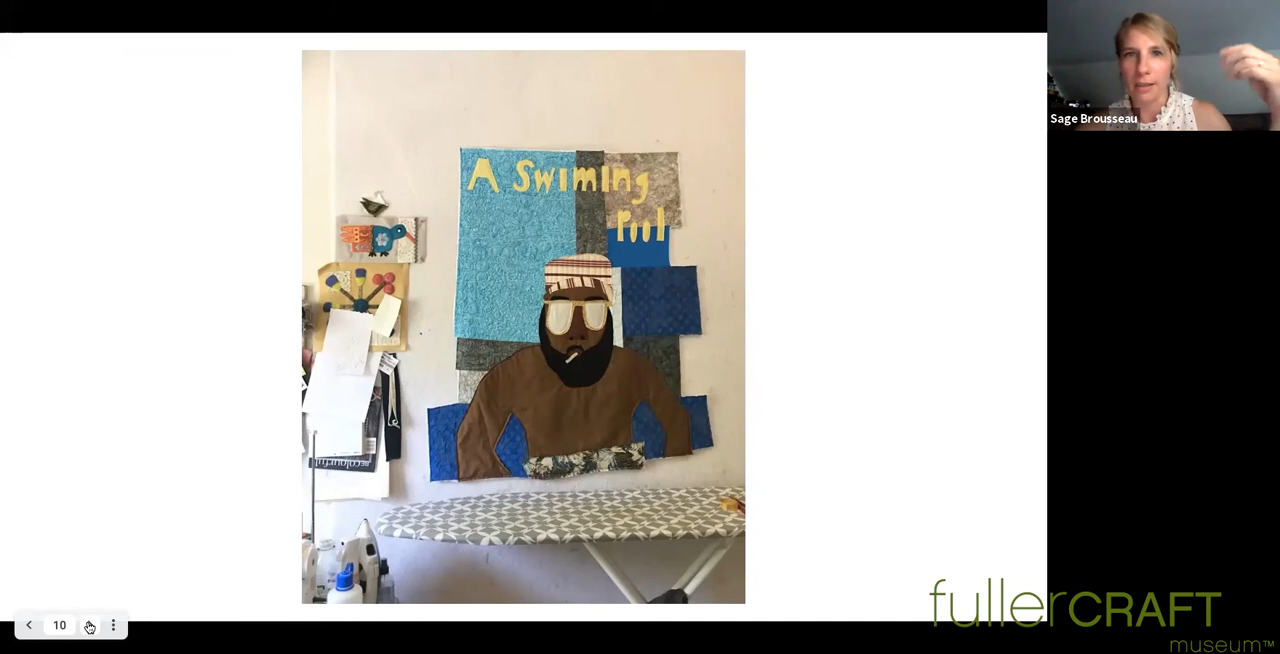 A Swiming
Pool
Sage Brousseau
10
fullerCRAFT
museum™